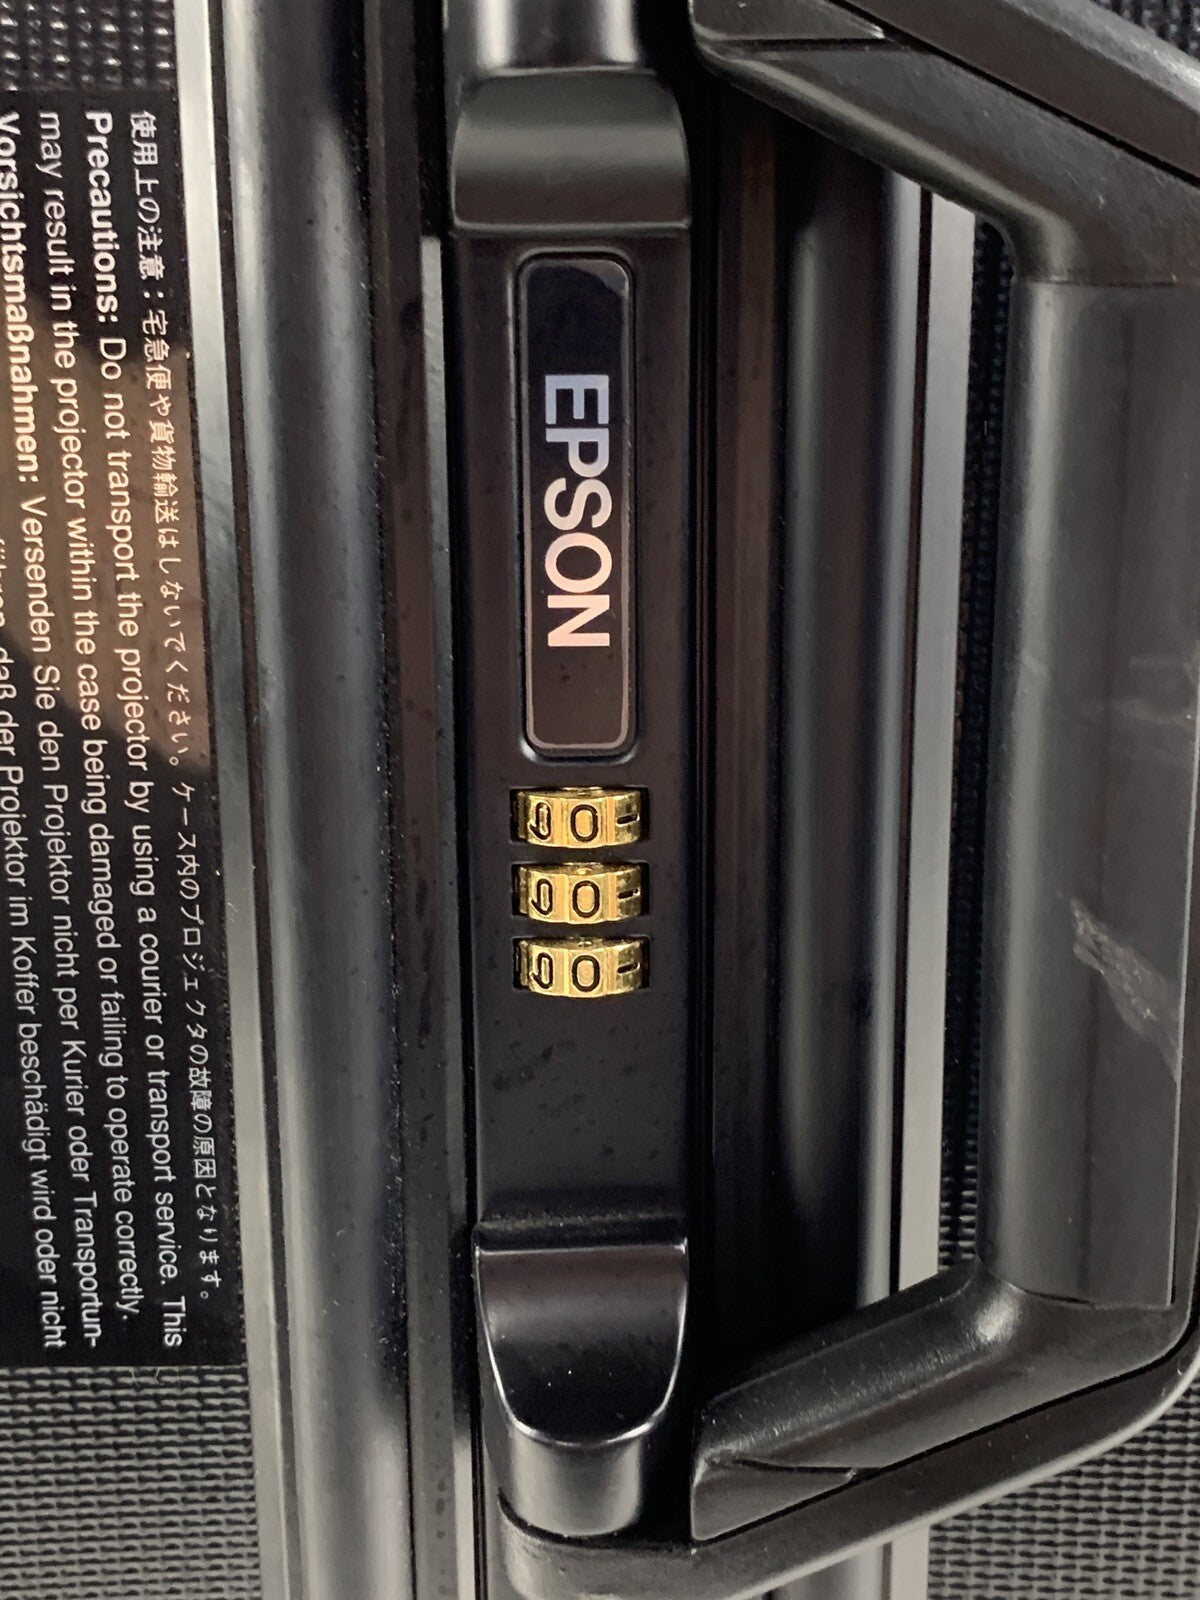 EPSON
0 0 0
使用上の注意：宅急便や貨物輸送はしないでください。ケース内のプロジェクタの故障の原因となります。
Precautions: Do not transport the projector by using a courier or transport service. This
may result in the projector within the case being damaged or failing to operate correctly.
Vorsichtsmaßnahmen: Versenden Sie den Projektor nicht per Kurier oder Transportun-
daß der Projektor im Koffer beschädigt wird oder nicht